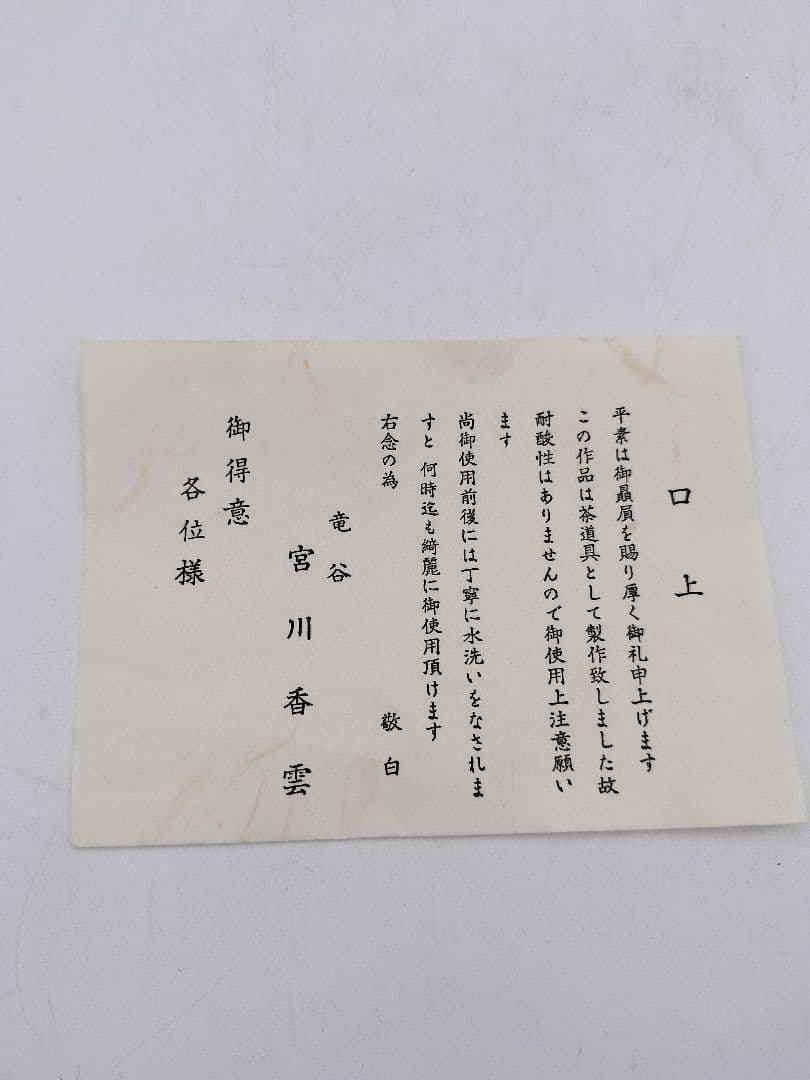 口上
平素は御贔屓を賜り厚く御礼申上げます
この作品は茶道具として製作致しました故
耐酸性はありませんので御使用上注意願い
ます
尚御使用前後には丁寧に水洗いをなされま
すと 何時迄も綺麗に御使用頂けます
右念の為 敬白
竜谷
宮川香雲
御得意
各位様